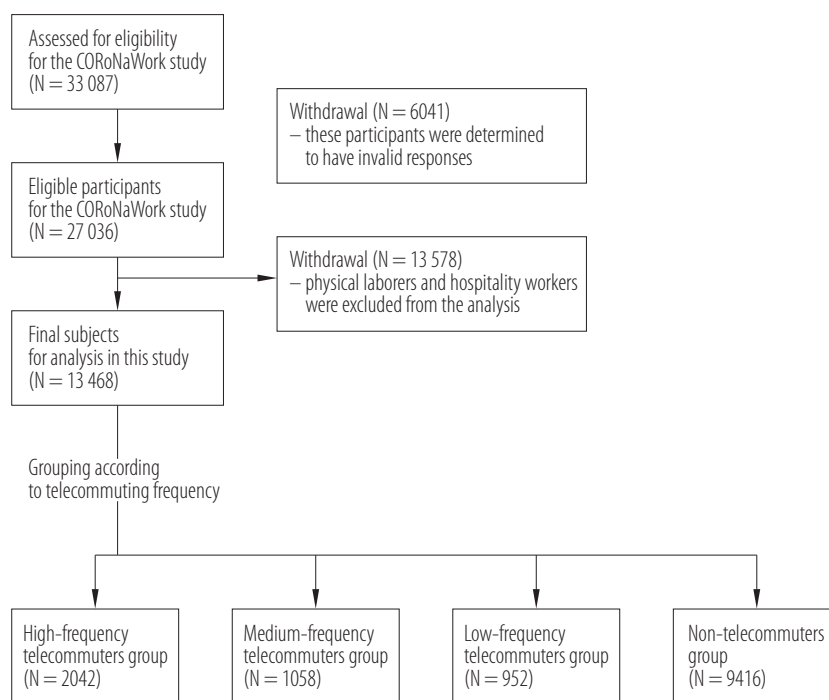 Assessed for eligibility
for the CORoNaWork study
(N = 33 087)
Withdrawal (N = 6041)
– these participants were determined
to have invalid responses
Eligible participants
for the CORoNaWork study
(N = 27 036)
Withdrawal (N = 13 578)
– physical laborers and hospitality workers
were excluded from the analysis
Final subjects
for analysis in this study
(N = 13 468)
Grouping according
to telecommuting frequency
High-frequency
telecommuters group
(N = 2042)
Medium-frequency
telecommuters group
(N = 1058)
Low-frequency
telecommuters group
(N = 952)
Non-telecommuters
group
(N = 9416)